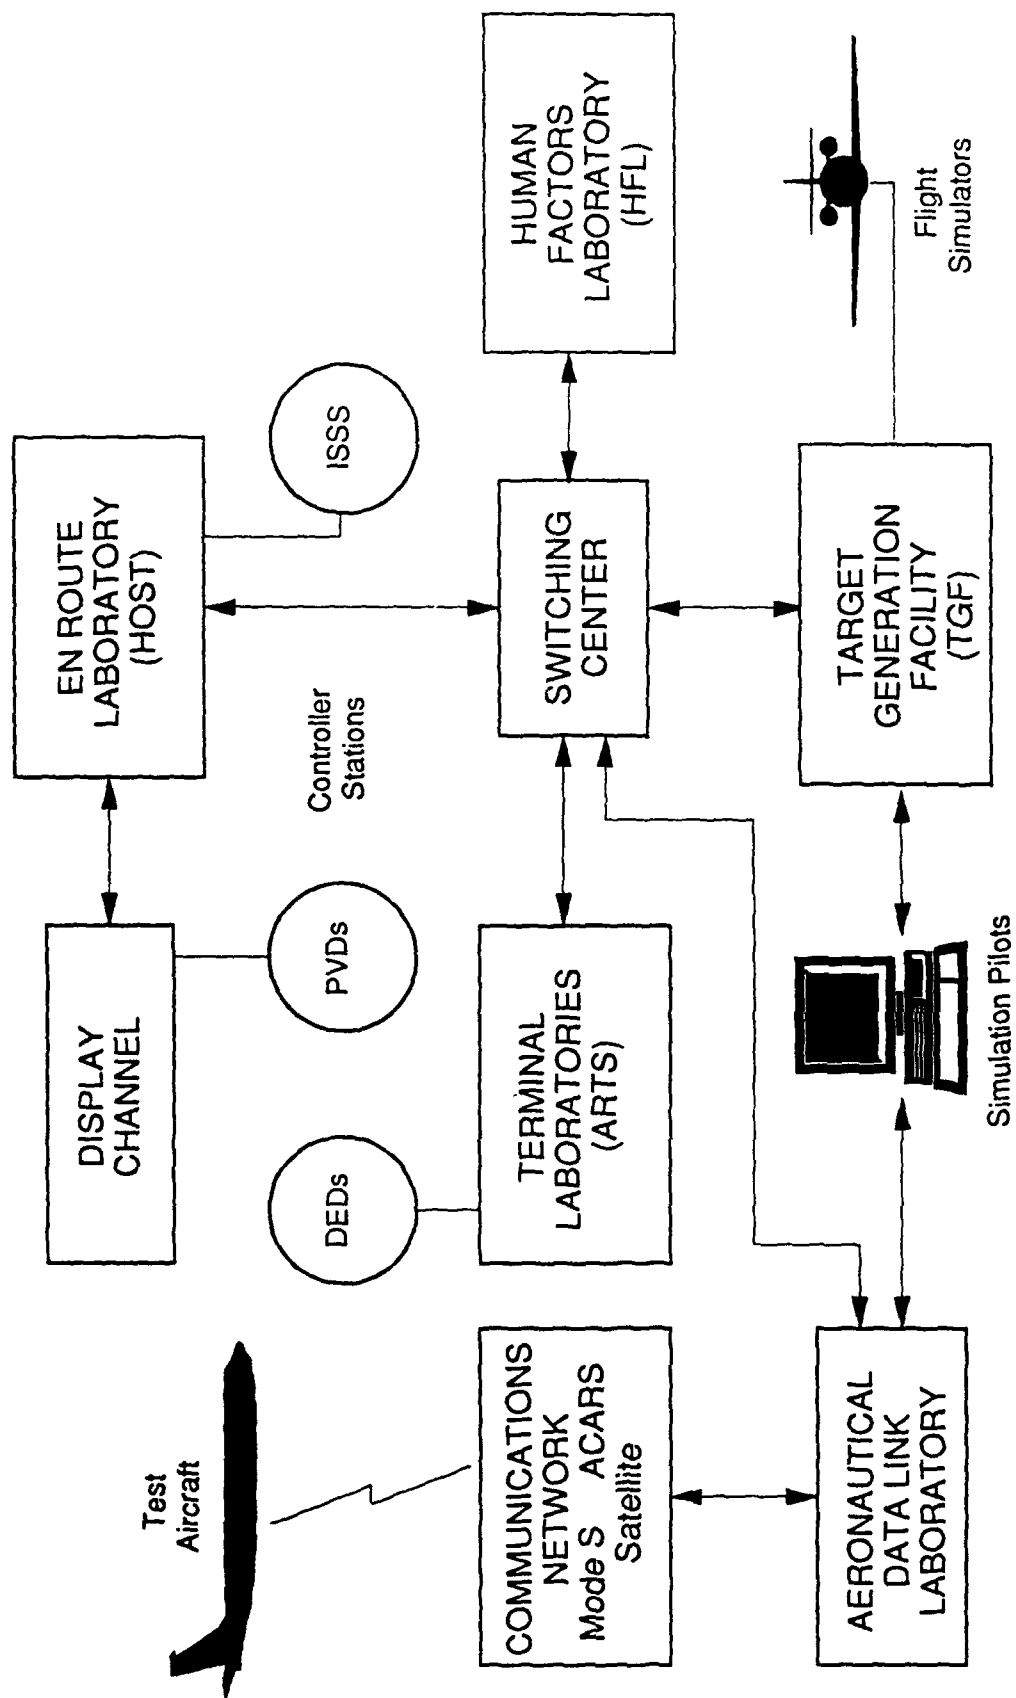 Test
Aircraft
DISPLAY
CHANNEL
EN ROUTE
LABORATORY
(HOST)
DEDs
PVDs
Controller
Stations
ISSS
COMMUNICATIONS
NETWORK
Mode S ACARS
Satellite
TERMINAL
LABORATORIES
(ARTS)
SWITCHING
CENTER
HUMAN
FACTORS
LABORATORY
(HFL)
AERONAUTICAL
DATA LINK
LABORATORY
Simulation Pilots
TARGET
GENERATION
FACILITY
(TGF)
Flight
Simulators